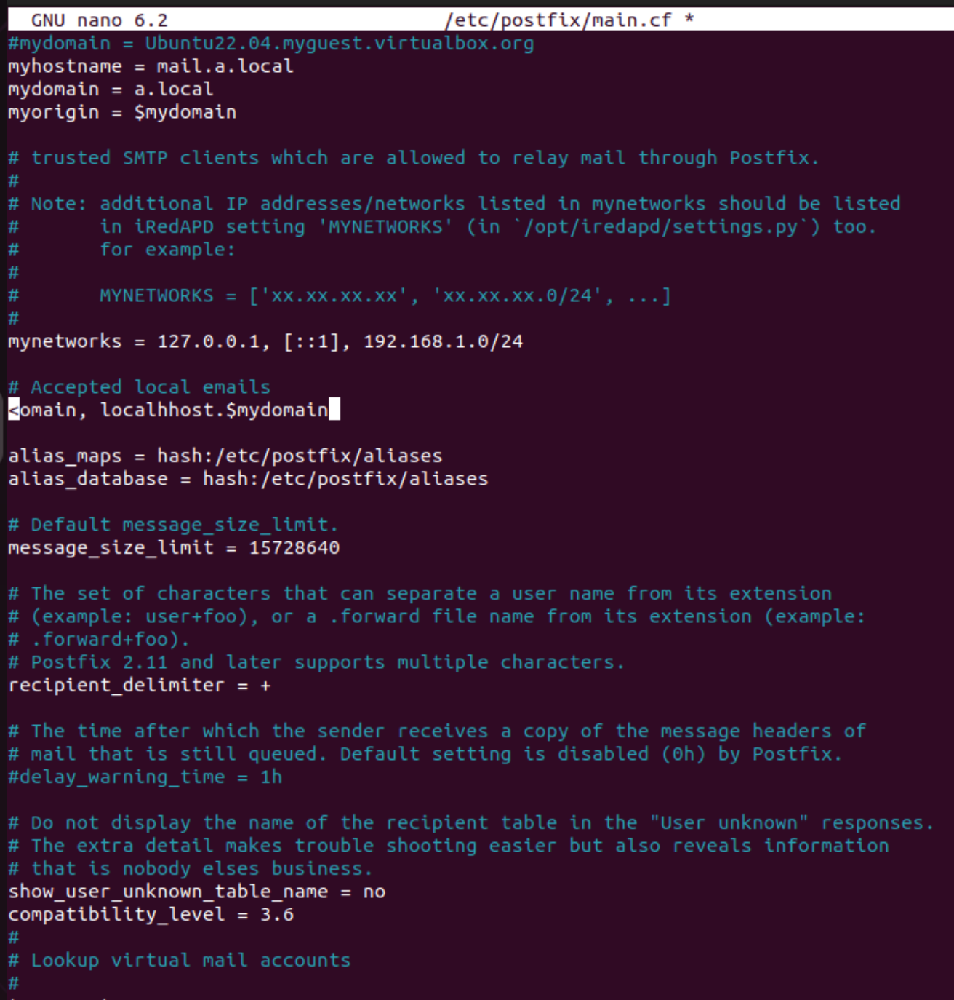 GNU nano 6.2 /etc/postfix/main.cf *
#mydomain = Ubuntu22.04.myguest.virtualbox.org
myhostname = mail.a.local
mydomain = a.local
myorigin = $mydomain
# trusted SMTP clients which are allowed to relay mail through Postfix.
#
# Note: additional IP addresses/networks listed in mynetworks should be listed
#       in iRedAPD setting 'MYNETWORKS' (in `/opt/iredapd/settings.py`) too.
#       for example:
#
#       MYNETWORKS = ['xx.xx.xx.xx', 'xx.xx.xx.0/24', ...]
#
mynetworks = 127.0.0.1, [::1], 192.168.1.0/24
# Accepted local emails
<omain, localhhost.$mydomain
alias_maps = hash:/etc/postfix/aliases
alias_database = hash:/etc/postfix/aliases
# Default message_size_limit.
message_size_limit = 15728640
# The set of characters that can separate a user name from its extension
# (example: user+foo), or a .forward file name from its extension (example:
# .forward+foo).
# Postfix 2.11 and later supports multiple characters.
recipient_delimiter = +
# The time after which the sender receives a copy of the message headers of
# mail that is still queued. Default setting is disabled (0h) by Postfix.
#delay_warning_time = 1h
# Do not display the name of the recipient table in the "User unknown" responses.
# The extra detail makes trouble shooting easier but also reveals information
# that is nobody elses business.
show_user_unknown_table_name = no
compatibility_level = 3.6
#
# Lookup virtual mail accounts
#